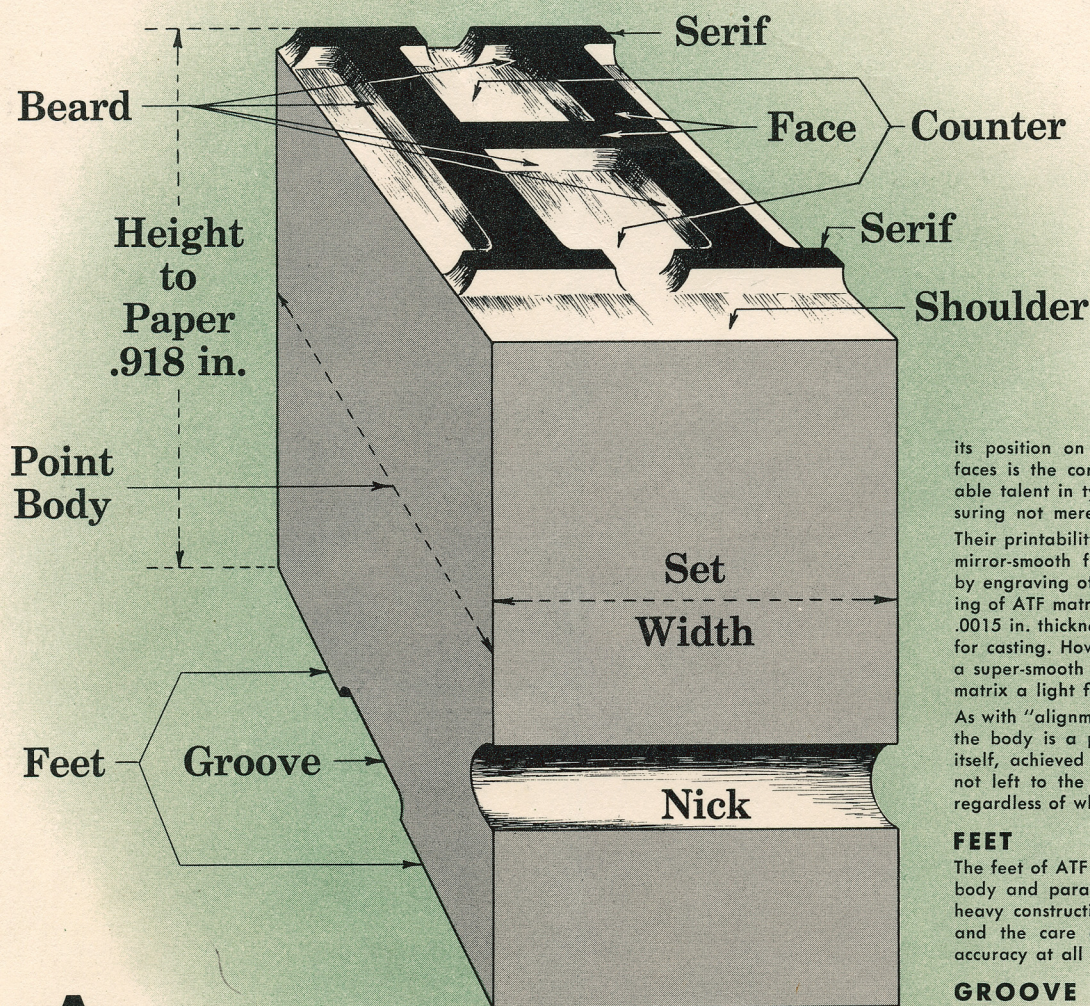 Serif
Beard
Face
Counter
Height
to
Paper
.918 in.
Serif
Shoulder
Point
Body
Set
Width
Feet
Groove
Nick
its position on
faces is the cor
able talent in ty
suring not mere
Their printabilit
mirror-smooth f
by engraving of
ing of ATF matr
.0015 in. thickne
for casting. How
a super-smooth
matrix a light f
As with "alignm
the body is a p
itself, achieved
not left to the
regardless of wh
FEET
The feet of ATF
body and para
heavy constructi
and the care
accuracy at all
GROOVE